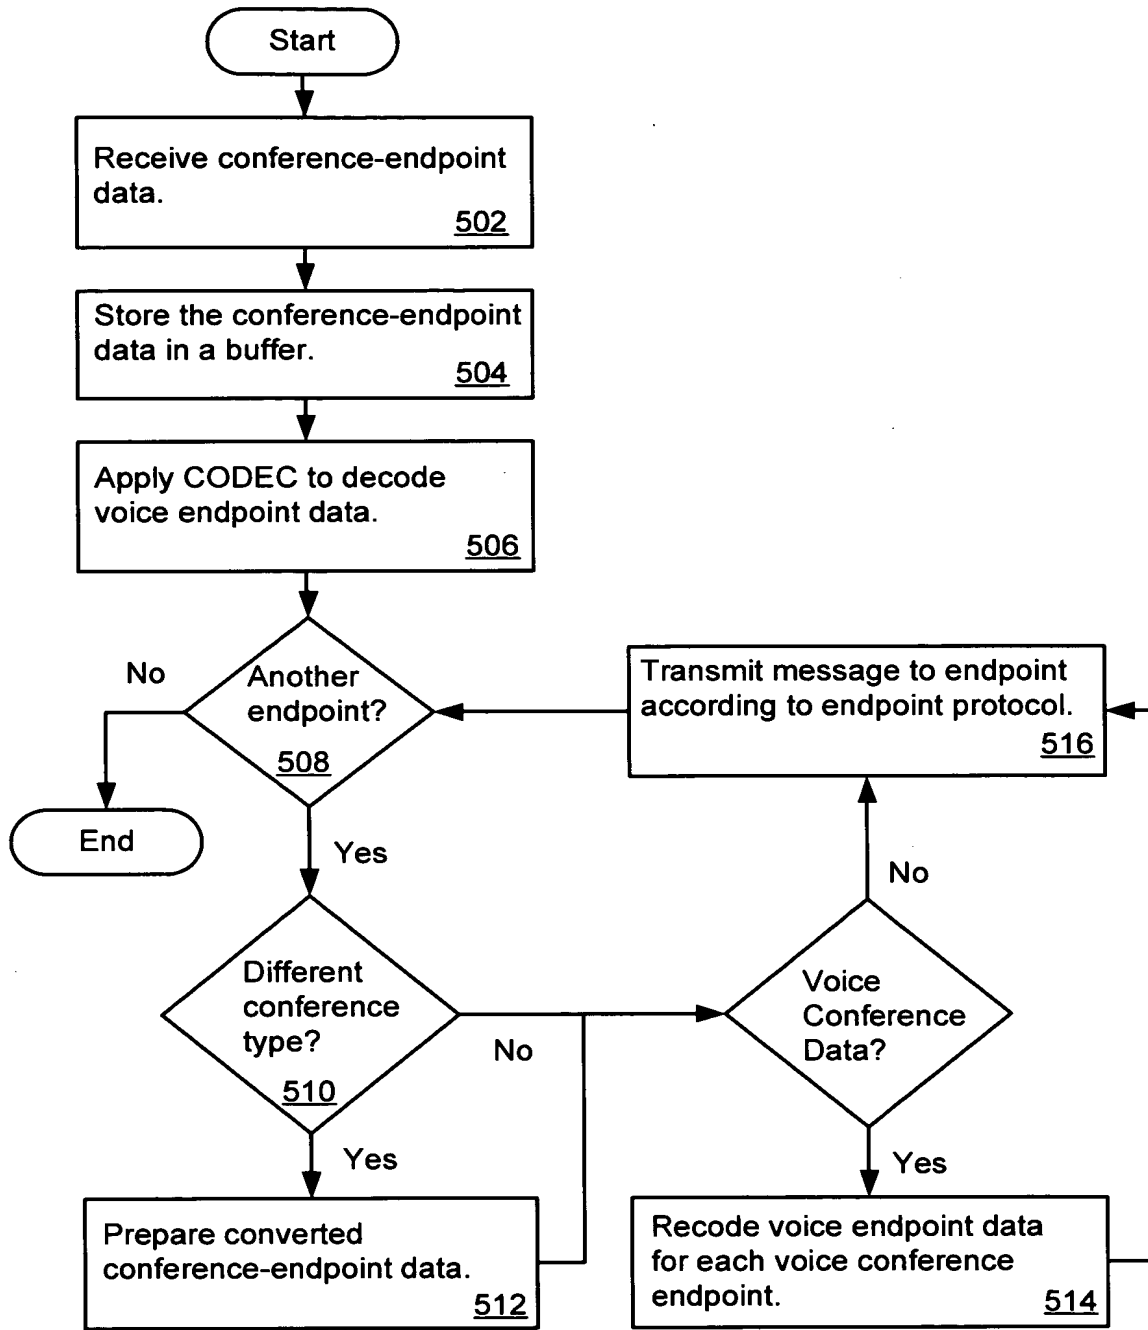 Start
Receive conference-endpoint
data.
502
Store the conference-endpoint
data in a buffer.
504
Apply CODEC to decode
voice endpoint data.
506
No
Another
endpoint?
508
Transmit message to endpoint
according to endpoint protocol.
516
End
Yes
No
Different
conference
type?
510
No
Voice
Conference
Data?
Yes
Yes
Prepare converted
conference-endpoint data.
512
Recode voice endpoint data
for each voice conference
endpoint.
514